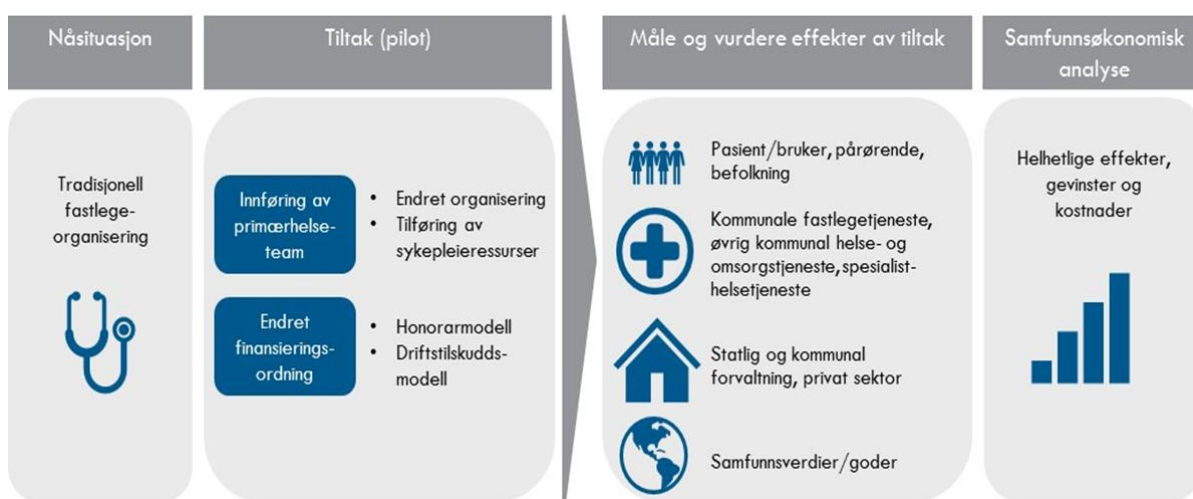 Nåsituasjon
Tradisjonell
fastlege-
organisering
Tiltak (pilot)
Innføring av
primærhelse-
team
• Endret organisering
• Tilføring av
sykepleieressurser
Endret
finansierings-
ordning
• Honorarmodell
• Driftstilskudds-
modell
Måle og vurdere effekter av tiltak
Pasient/bruker, pårørende,
befolkning
Kommunale fastlegetjeneste,
øvrig kommunal helse- og
omsorgstjeneste, spesialist-
helsetjeneste
Statlig og kommunal
forvaltning, privat sektor
Samfunnsverdier/goder
Samfunnsøkonomisk
analyse
Helhetlige effekter,
gevinster og
kostnader